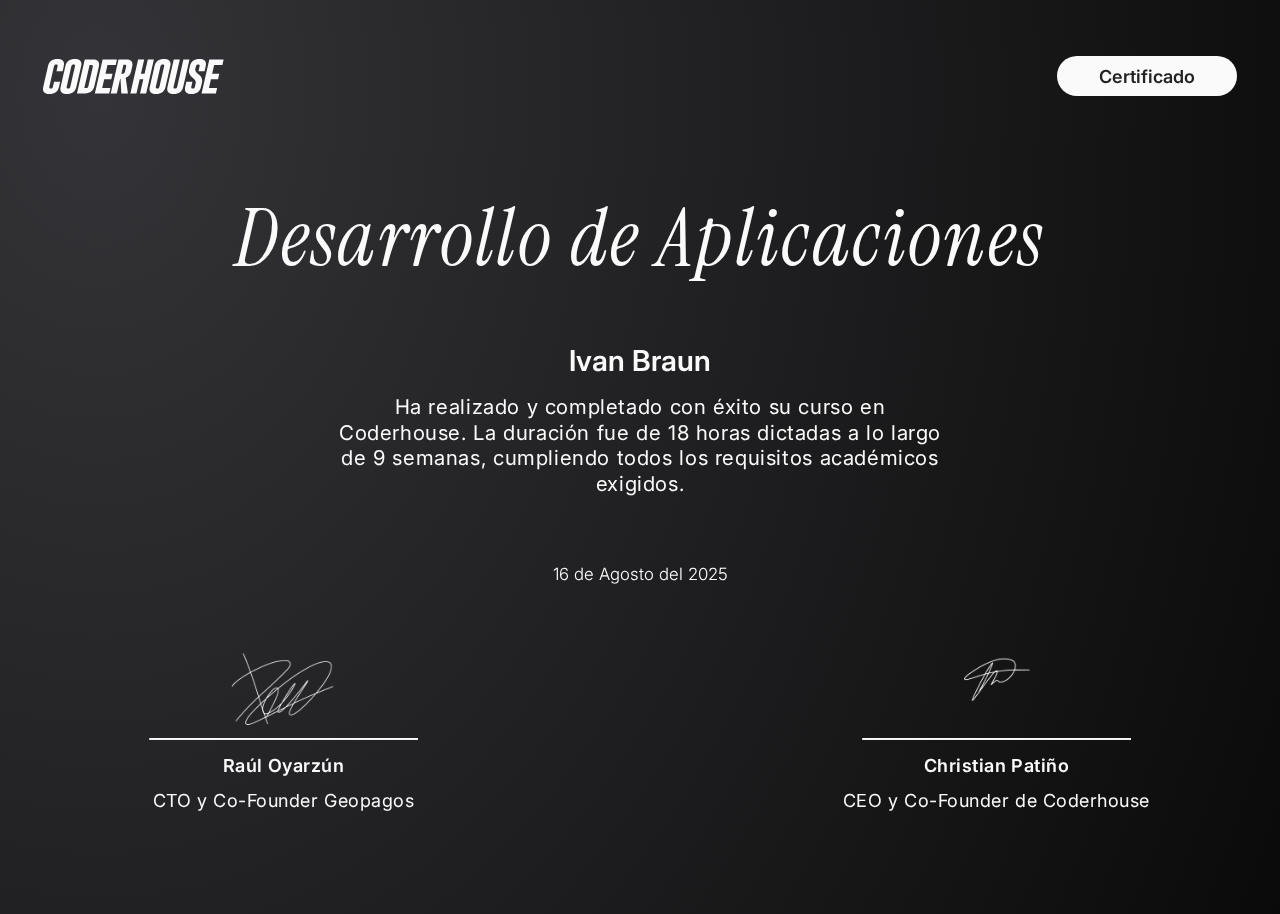 CODERHOUSE
Certificado
Desarrollo de Aplicaciones
Ivan Braun
Ha realizado y completado con éxito su curso en
Coderhouse. La duración fue de 18 horas dictadas a lo largo
de 9 semanas, cumpliendo todos los requisitos académicos
exigidos.
16 de Agosto del 2025
Raúl Oyarzún
CTO y Co-Founder Geopagos
Christian Patiño
CEO y Co-Founder de Coderhouse